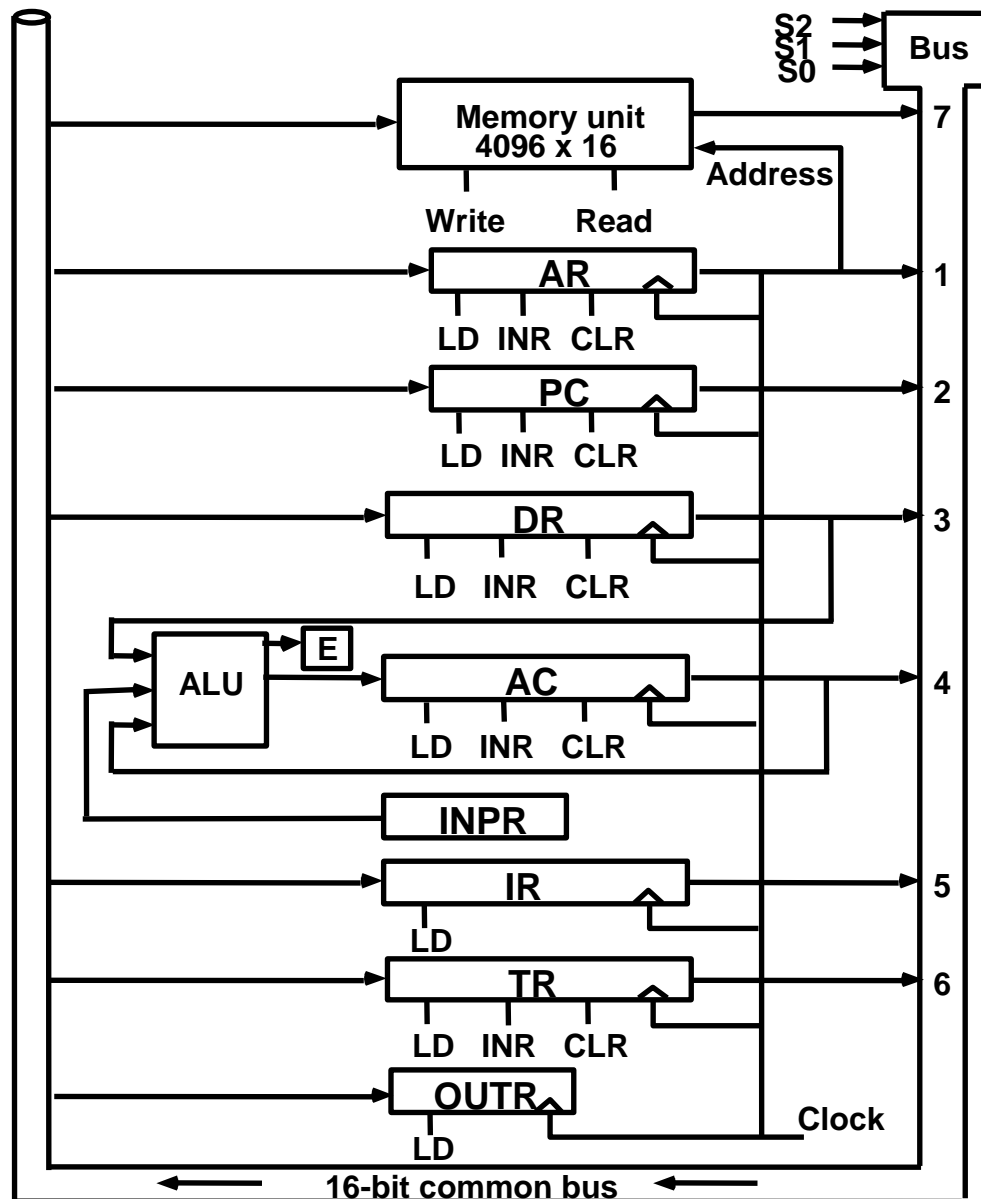 S2
S1
S0
Bus
Memory unit
4096 x 16
7
Address
Write Read
AR
1
LD INR CLR
PC
2
LD INR CLR
DR
3
LD INR CLR
E
ALU
AC
4
LD INR CLR
INPR
IR
5
LD
TR
6
LD INR CLR
OUTR
LD
Clock
16-bit common bus